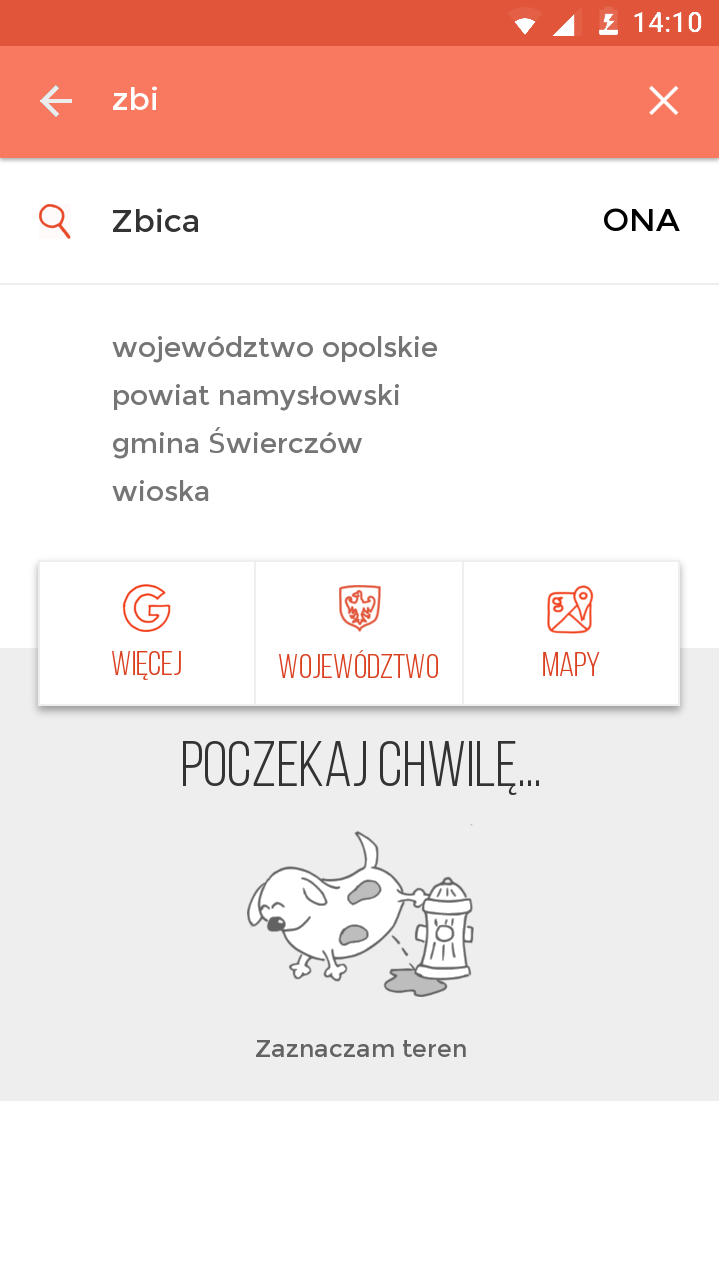 14:10
zbi
Zbica ONA
województwo opolskie
powiat namysłowski
gmina Świerczów
wioska
WIĘCEJ WOJEWÓDZTWO MAPY
POCZEKAJ CHWILĘ...
Zaznaczam teren